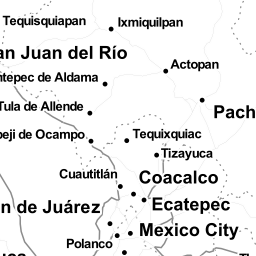 Tequisquiapan
Ixmiquilpan
an Juan del Río
Actopan
ntepec de Aldama
Tula de Allende
Pach
peji de Ocampo
Tequixquiac
Tizayuca
Cuautitlán
Coacalco
n de Juárez
Ecatepec
Mexico City
Polanco